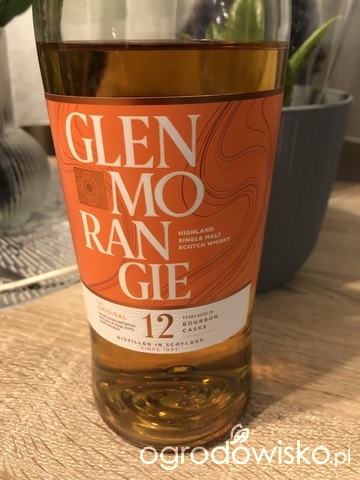 GLEN
MO
RAN
GIE
HIGHLAND
SINGLE MALT
SCOTCH WHISKY
ORIGINAL
12
YEARS AGED IN
BOURBON
CASKS
DISTILLED IN SCOTLAND
SINCE 1843
ogrodowisko.pl